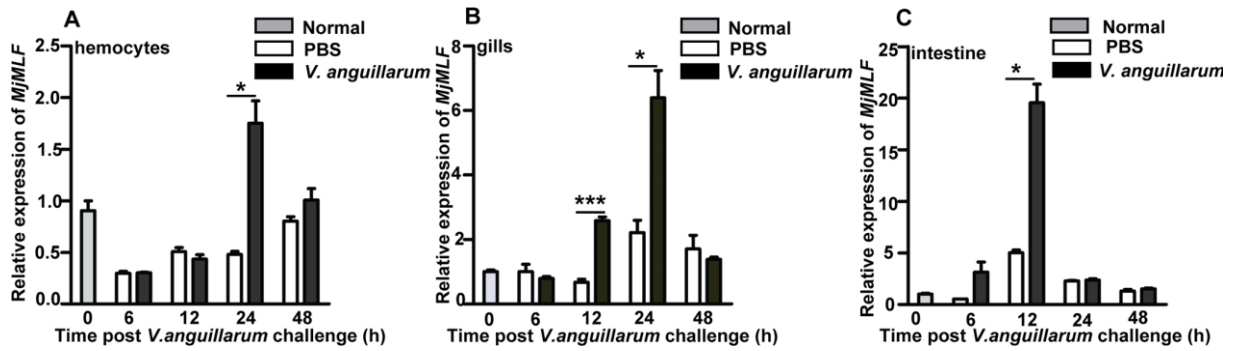 A
Normal
PBS
V. anguillarum
hemocytes
Relative expression of MjMLF
2.5
2.0
1.5
1.0
0.5
0.0
*
0 6 12 24 48
Time post V.anguillarum challenge (h)
B
Normal
PBS
V. anguillarum
gills
Relative expression of MjMLF
8
6
4
2
0
***
*
0 6 12 24 48
Time post V.anguillarum challenge (h)
C
Normal
PBS
V. anguillarum
intestine
Relative expression of MjMLF
25
20
15
10
5
0
*
0 6 12 24 48
Time post V.anguillarum challenge (h)